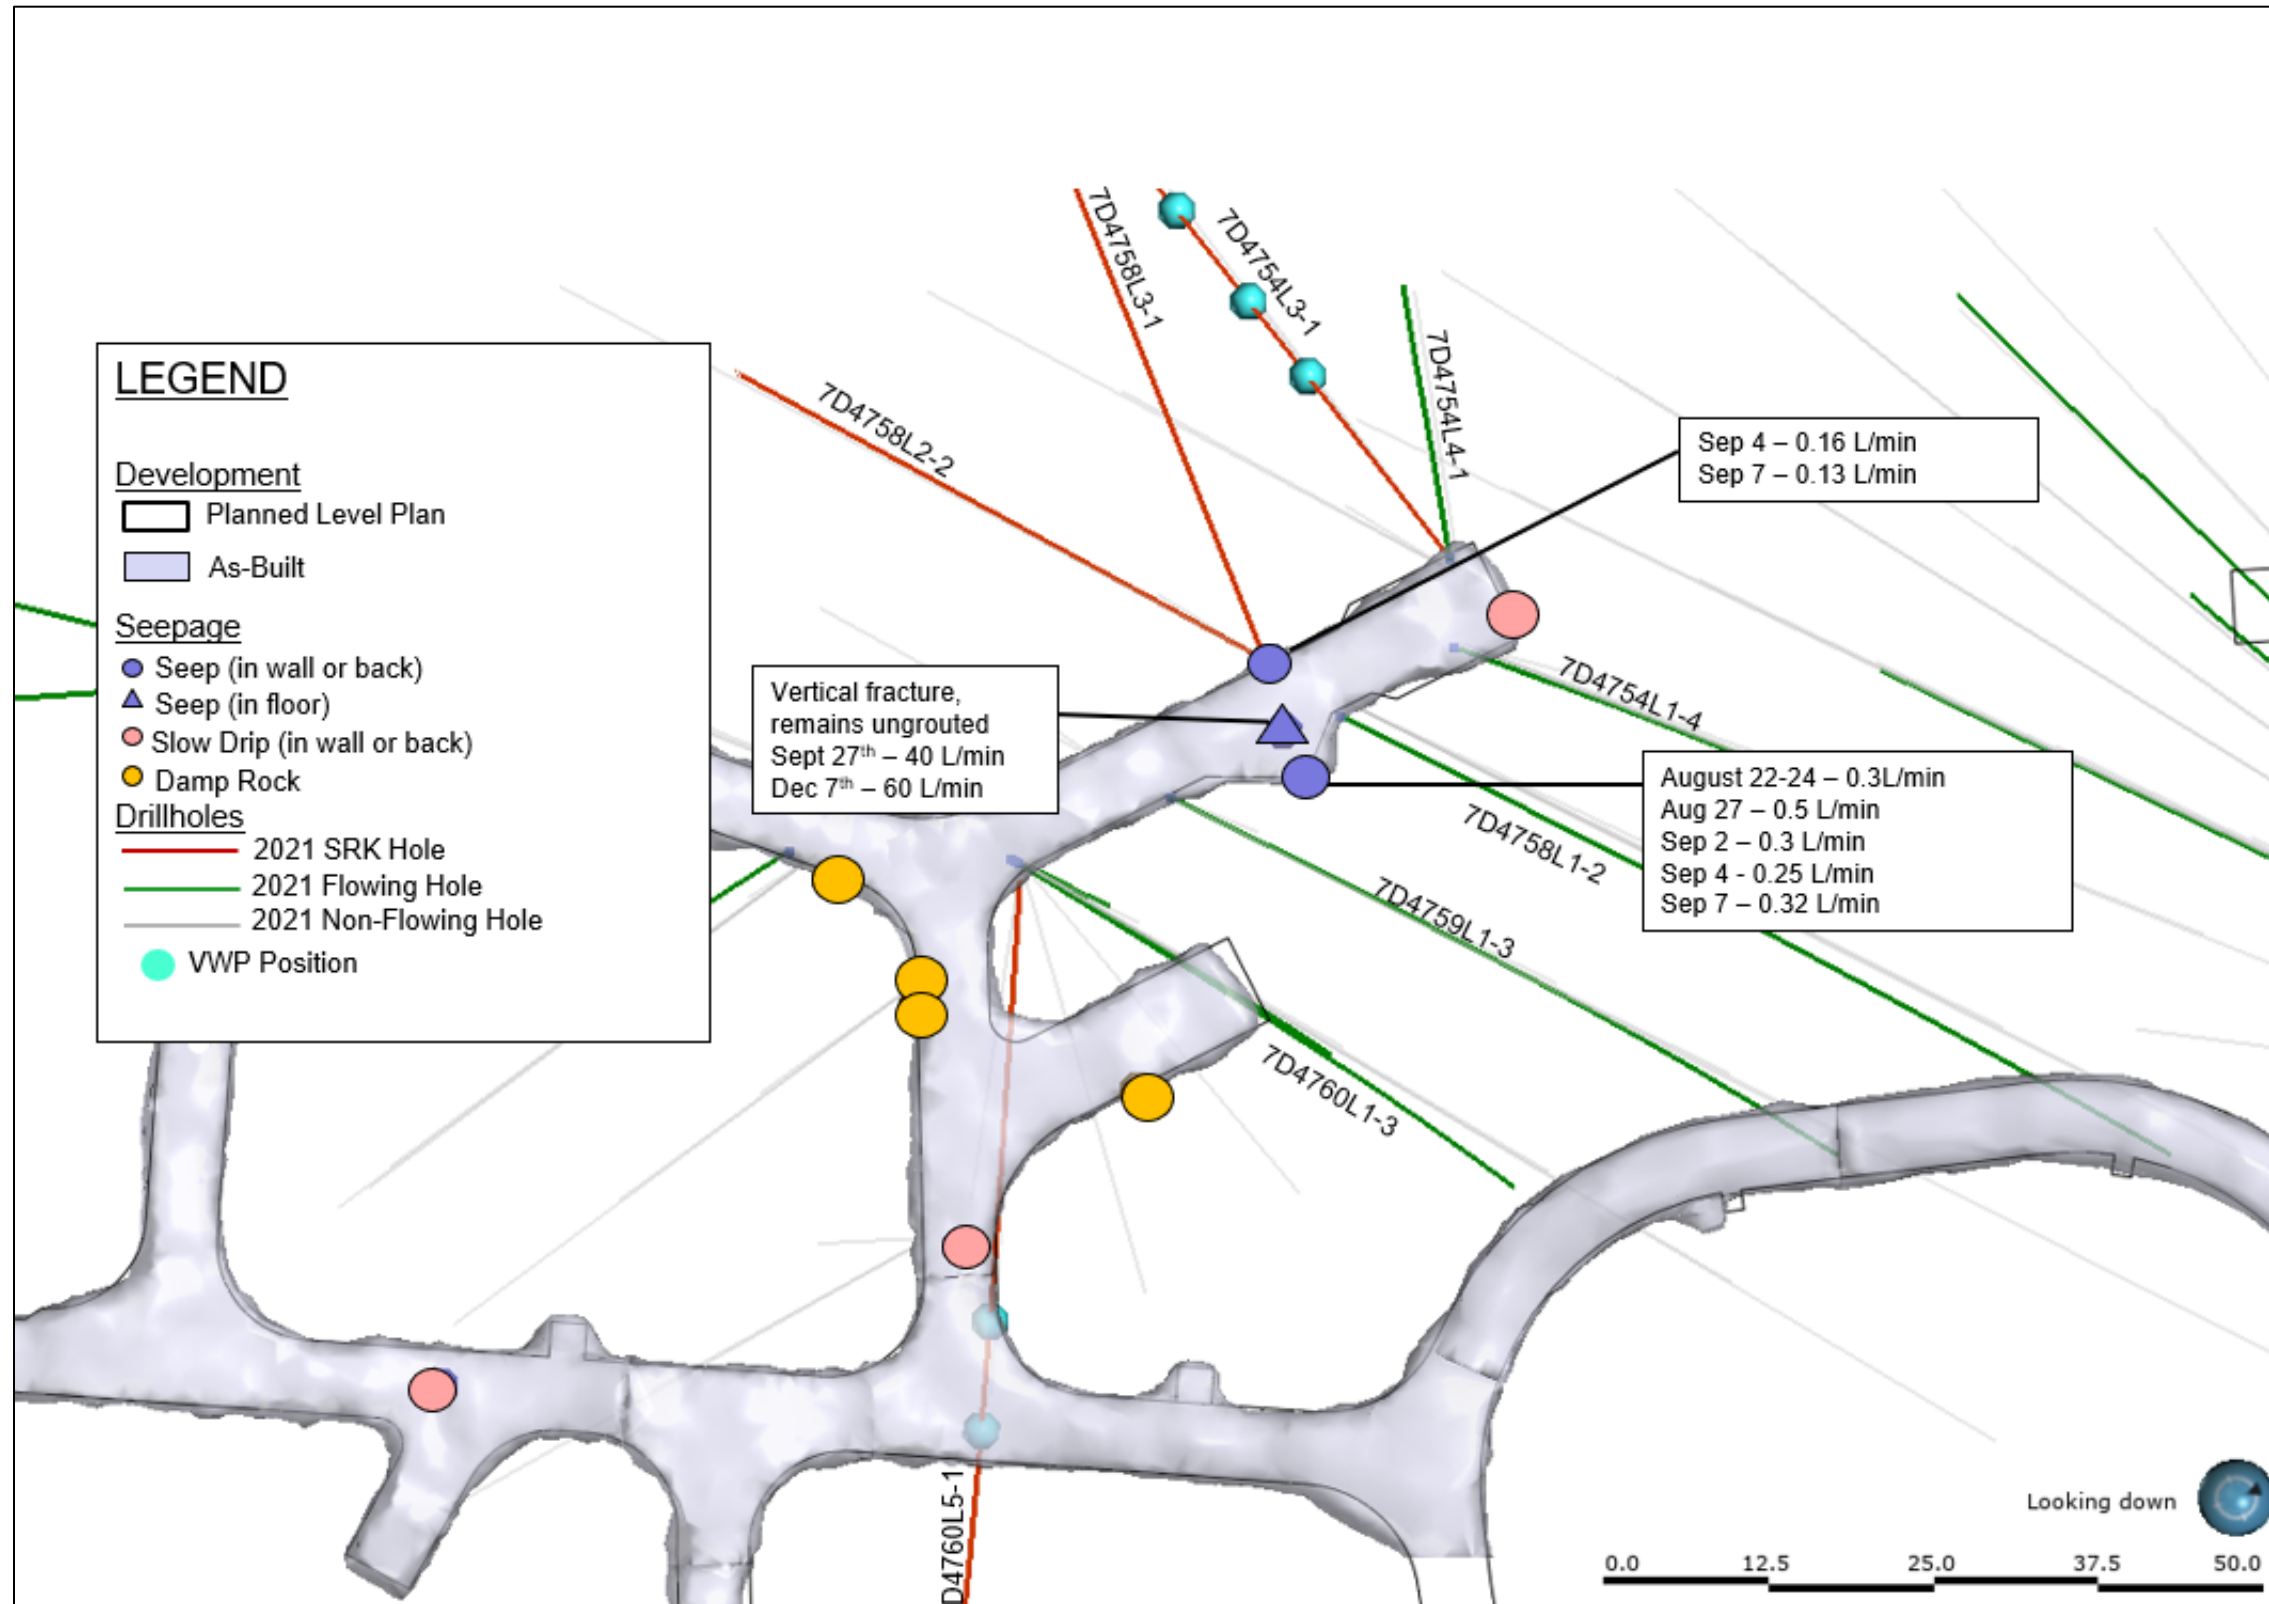 7D4758L3-1
7D4754L3-1
7D4754L4-1
7D4758L2-2
LEGEND
Development
Planned Level Plan
As-Built
Seepage
Seep (in wall or back)
Seep (in floor)
Slow Drip (in wall or back)
Damp Rock
Drillholes
2021 SRK Hole
2021 Flowing Hole
2021 Non-Flowing Hole
VWP Position
Sep 4 – 0.16 L/min
Sep 7 – 0.13 L/min
Vertical fracture,
remains ungrouted
Sept 27th – 40 L/min
Dec 7th – 60 L/min
7D4754L1-4
August 22-24 – 0.3L/min
Aug 27 – 0.5 L/min
Sep 2 – 0.3 L/min
Sep 4 - 0.25 L/min
Sep 7 – 0.32 L/min
7D4758L1-2
7D4759L1-3
7D4760L1-3
D4760L5-1
Looking down
0.0 12.5 25.0 37.5 50.0